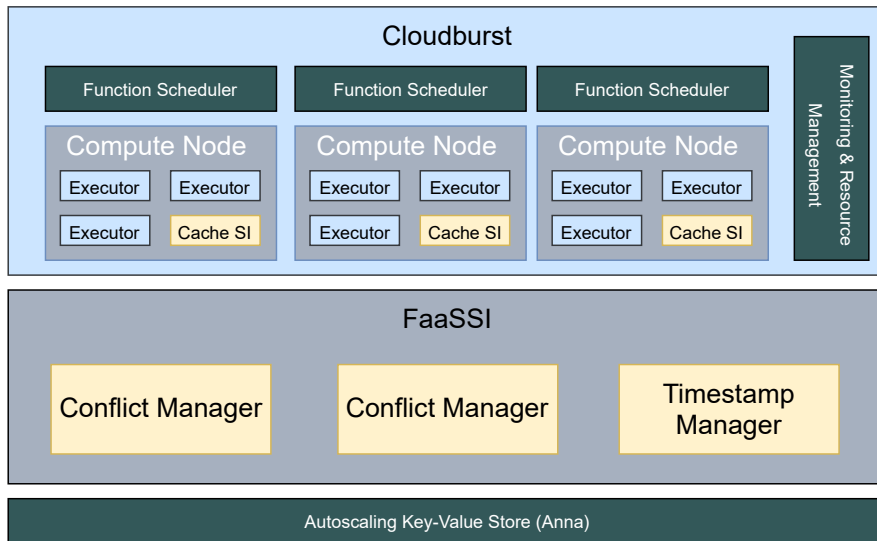 Cloudburst
Function Scheduler
Function Scheduler
Function Scheduler
Monitoring & Resource
Management
Compute Node
Compute Node
Compute Node
Executor
Executor
Executor
Executor
Executor
Executor
Executor
Cache SI
Executor
Cache SI
Executor
Cache SI
FaaSSI
Conflict Manager
Conflict Manager
Timestamp
Manager
Autoscaling Key-Value Store (Anna)